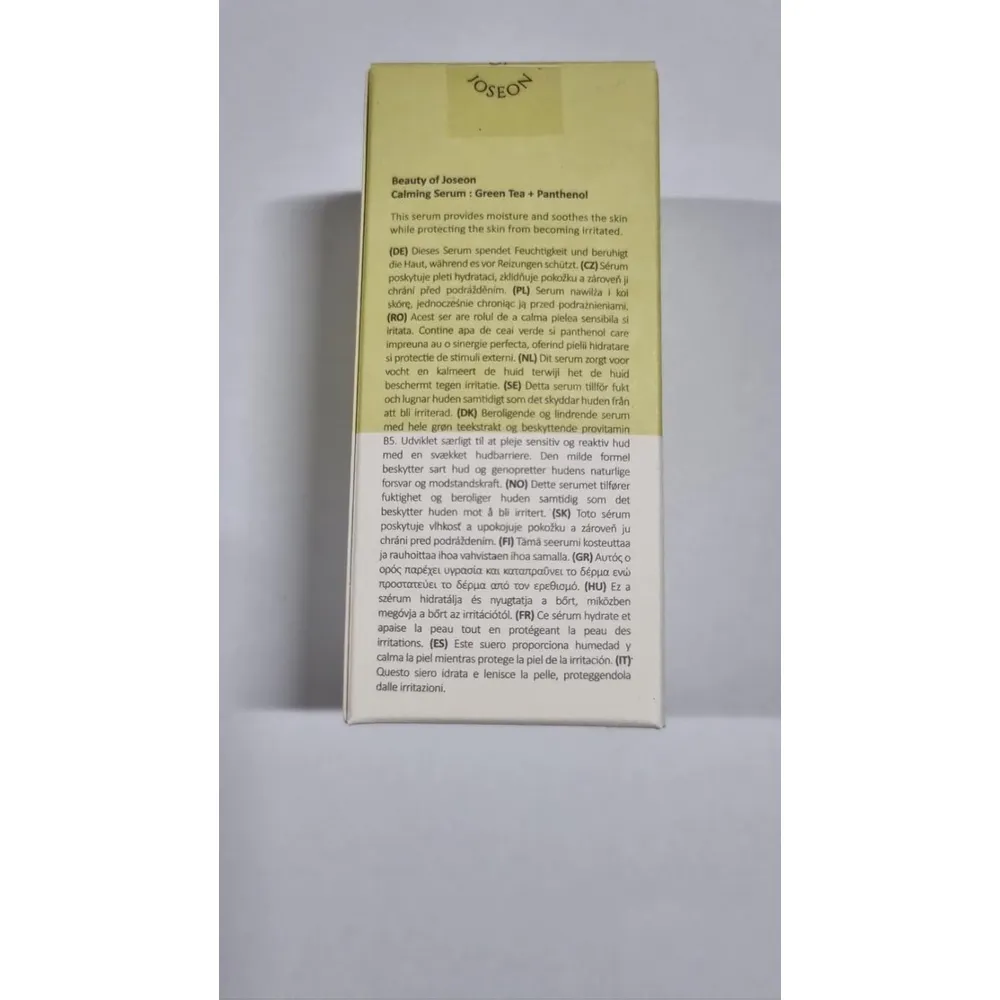 JOSEON
Beauty of Joseon
Calming Serum : Green Tea + Panthenol
This serum provides moisture and soothes the skin
while protecting the skin from becoming irritated.
(DE) Dieses Serum spendet Feuchtigkeit und beruhigt
die Haut, während es vor Reizungen schützt. (CZ) Sérum
poskytuje pleti hydrataci, zklidňuje pokožku a zároveň ji
chrání před podrážděním. (PL) Serum nawilża i koi
skórę, jednocześnie chroniąc ją przed podrażnieniami.
(RO) Acest ser are rolul de a calma pielea sensibila si
iritata. Contine apa de ceai verde si panthenol care
impreuna au o sinergie perfecta, oferind pielii hidratare
si protectie de stimuli externi. (NL) Dit serum zorgt voor
vocht en kalmeert de huid terwijl het de huid
beschermt tegen irritatie. (SE) Detta serum tillför fukt
och lugnar huden samtidigt som det skyddar huden från
att bli irriterad. (DK) Beroligende og lindrende serum
med hele grøn teekstrakt og beskyttende provitamin
B5. Udviklet særligt til at pleje sensitiv og reaktiv hud
med en svækket hudbarriere. Den milde formel
beskytter sart hud og genopretter hudens naturlige
forsvar og modstandskraft. (NO) Dette serumet tilfører
fuktighet og beroliger huden samtidig som det
beskytter huden mot å bli irritert. (SK) Toto sérum
poskytuje vlhkosť a upokojuje pokožku a zároveň ju
chráni pred podráždením. (FI) Tämä seerumi kosteuttaa
ja rauhoittaa ihoa vahvistaen ihoa samalla. (GR) Αυτός ο
ορός παρέχει υγρασία και καταπραΰνει το δέρμα ενώ
προστατεύει το δέρμα από τον ερεθισμό. (HU) Ez a
szérum hidratálja és nyugtatja a bőrt, miközben
megóvja a bőrt az irritációtól. (FR) Ce sérum hydrate et
apaise la peau tout en protégeant la peau des
irritations. (ES) Este suero proporciona humedad y
calma la piel mientras protege la piel de la irritación. (IT)
Questo siero idrata e lenisce la pelle, proteggendola
dalle irritazioni.